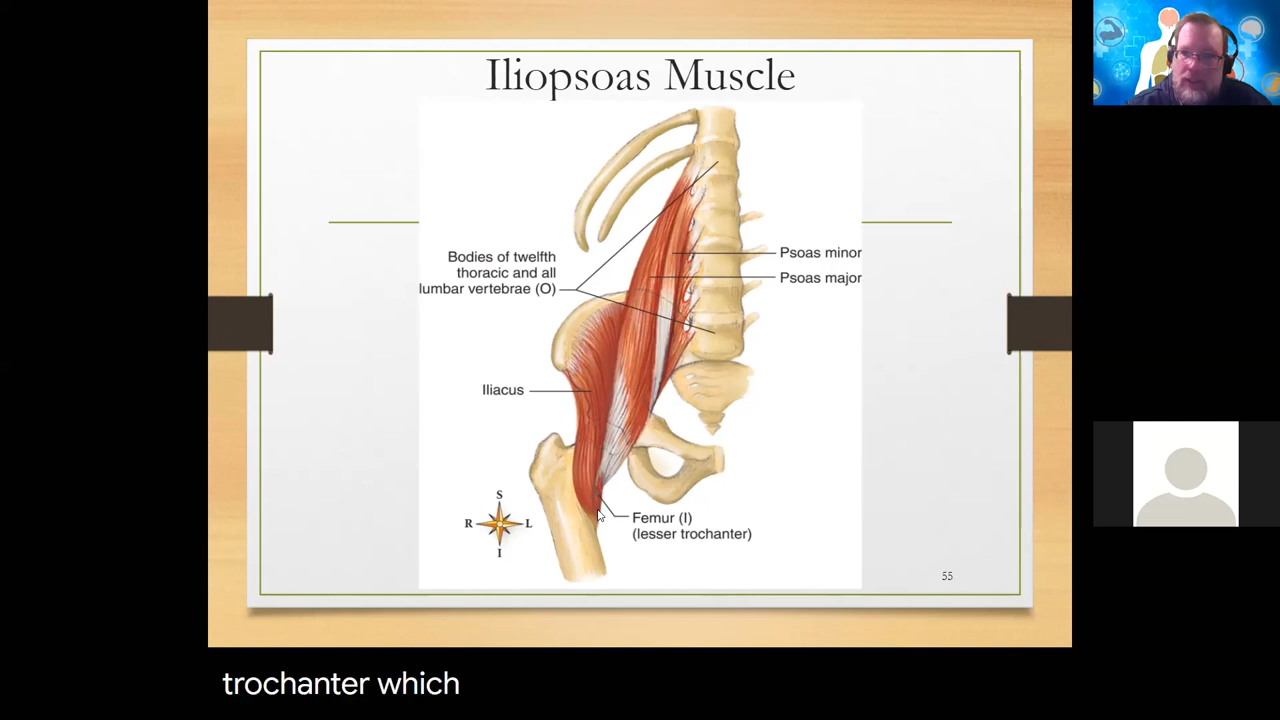 Iliopsoas Muscle
Bodies of twelfth
thoracic and all
lumbar vertebrae (O)
Psoas minor
Psoas major
Iliacus
S
R
L
I
Femur (I)
(lesser trochanter)
55
trochanter which